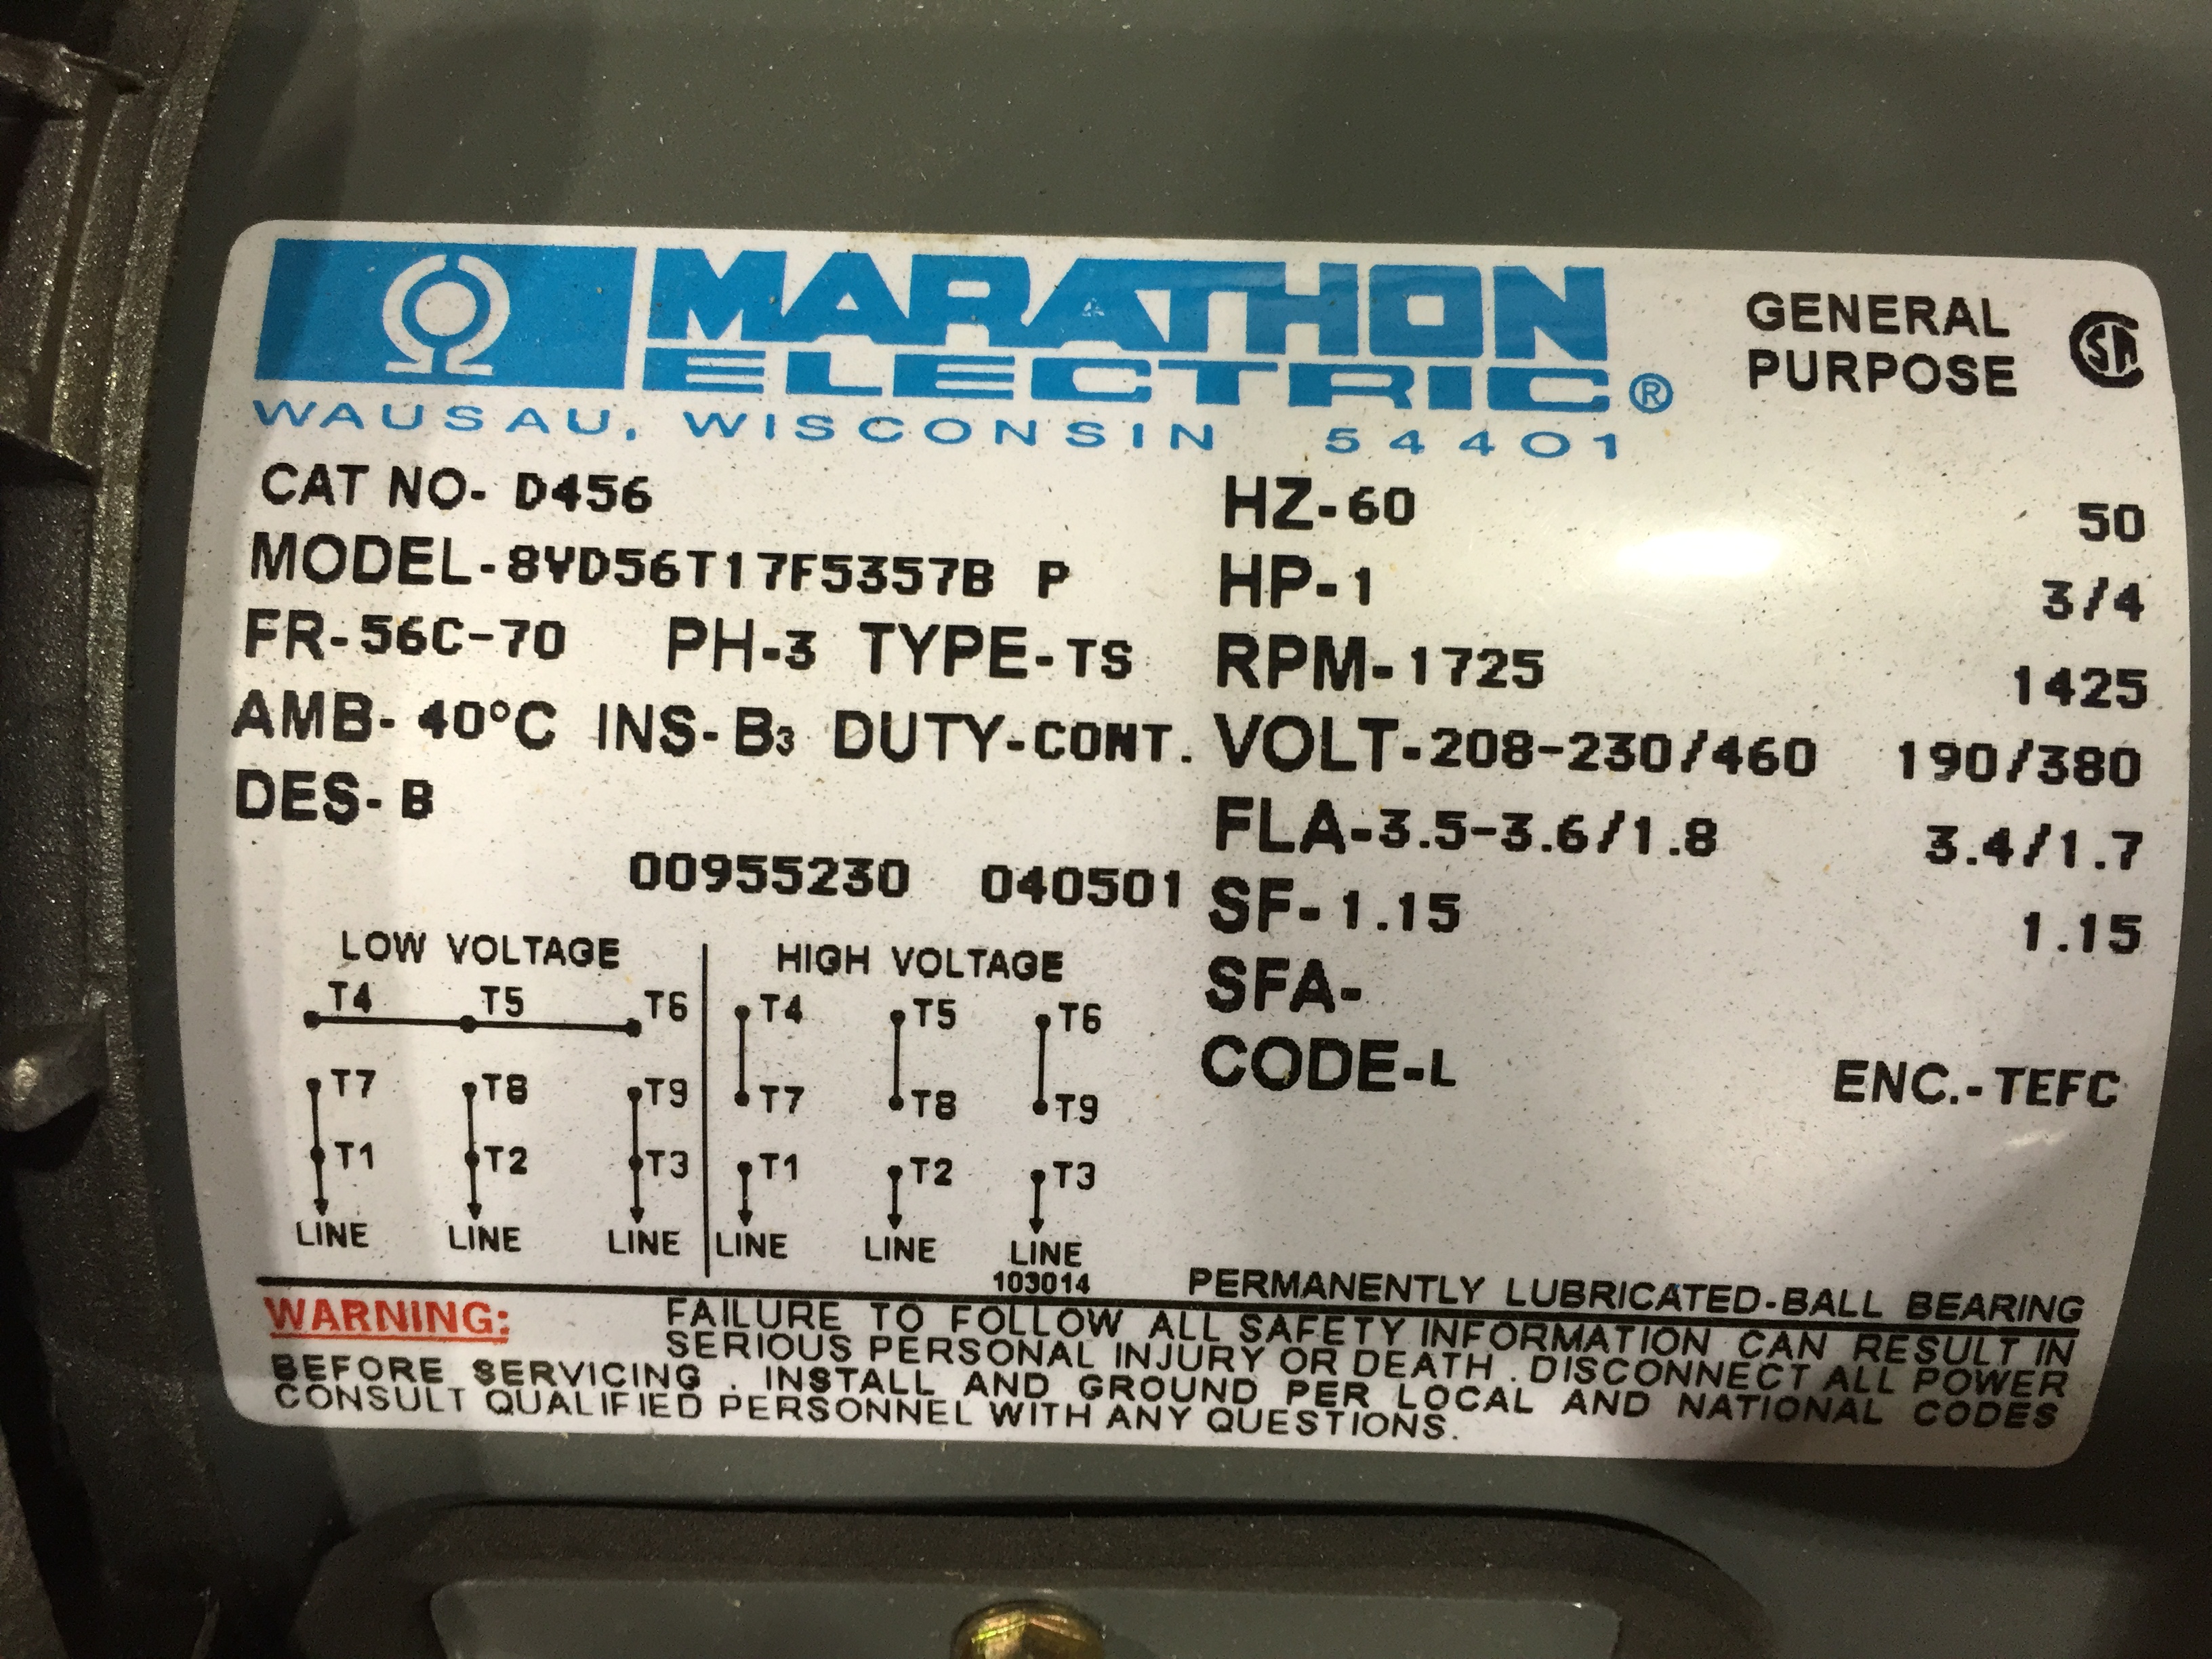 MARATHON
ELECTRIC®
WAUSAU, WISCONSIN 54401
GENERAL
PURPOSE
CAT NO- D456
MODEL-8VD56T17F5357B P
FR-56C-70 PH-3 TYPE-TS
AMB- 40°C INS-B3 DUTY-CONT.
DES- B
00955230 040501
HZ-60 50
HP-1 3/4
RPM-1725 1425
VOLT-208-230/460 190/380
FLA-3.5-3.6/1.8 3.4/1.7
SF-1.15 1.15
SFA-
CODE-L ENC.-TEFC
LOW VOLTAGE
T4 T5 T6
T7 T8 T9
T1 T2 T3
LINE LINE LINE
HIGH VOLTAGE
T4 T5 T6
T7 T8 T9
T1 T2 T3
LINE LINE LINE
103014
PERMANENTLY LUBRICATED-BALL BEARING
WARNING: FAILURE TO FOLLOW ALL SAFETY INFORMATION CAN RESULT IN
SERIOUS PERSONAL INJURY OR DEATH. DISCONNECT ALL POWER
BEFORE SERVICING. INSTALL AND GROUND PER LOCAL AND NATIONAL CODES
CONSULT QUALIFIED PERSONNEL WITH ANY QUESTIONS.